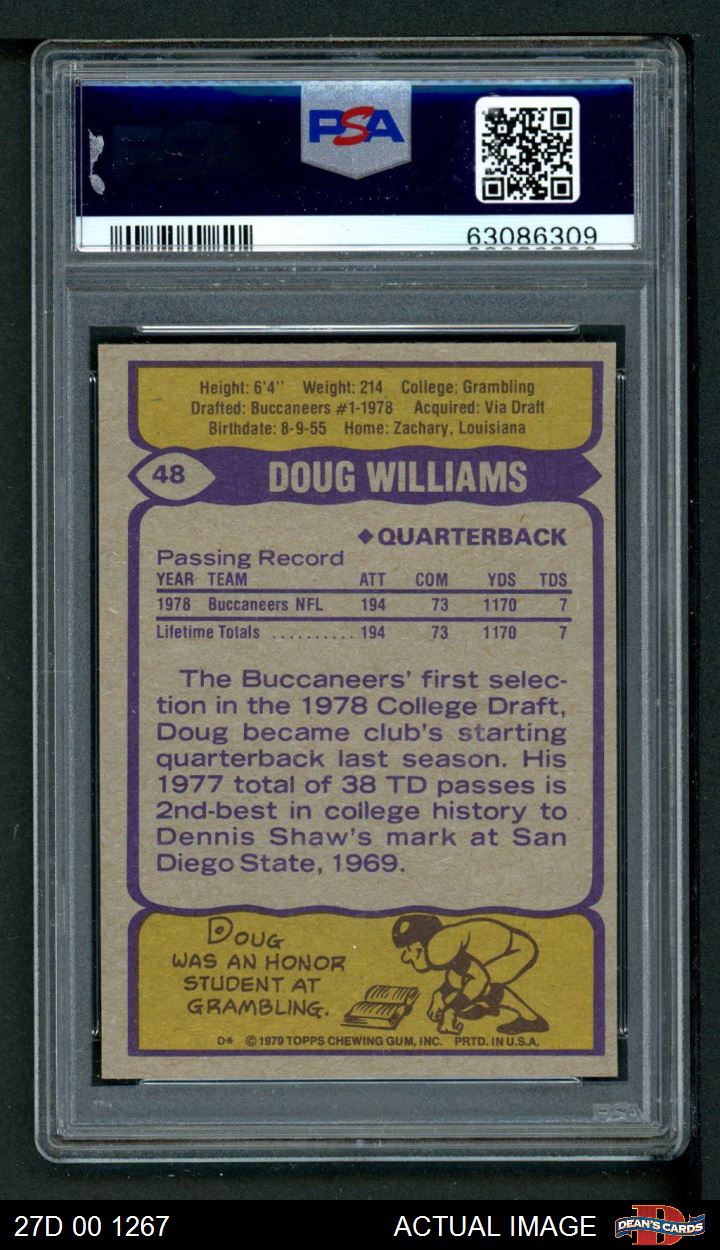 PSA
63086309
Height: 6'4'' Weight: 214 College: Grambling
Drafted: Buccaneers #1-1978 Acquired: Via Draft
Birthdate: 8-9-55 Home: Zachary, Louisiana
48 DOUG WILLIAMS
◆QUARTERBACK
Passing Record
YEAR TEAM ATT COM YDS TDS
1978 Buccaneers NFL 194 73 1170 7
Lifetime Totals .......... 194 73 1170 7
The Buccaneers' first selec-
tion in the 1978 College Draft,
Doug became club's starting
quarterback last season. His
1977 total of 38 TD passes is
2nd-best in college history to
Dennis Shaw's mark at San
Diego State, 1969.
DOUG
WAS AN HONOR
STUDENT AT
GRAMBLING.
D* © 1979 TOPPS CHEWING GUM, INC. PRTD. IN U.S.A.
PSA
27D 00 1267 ACTUAL IMAGE DEAN'S CARDS